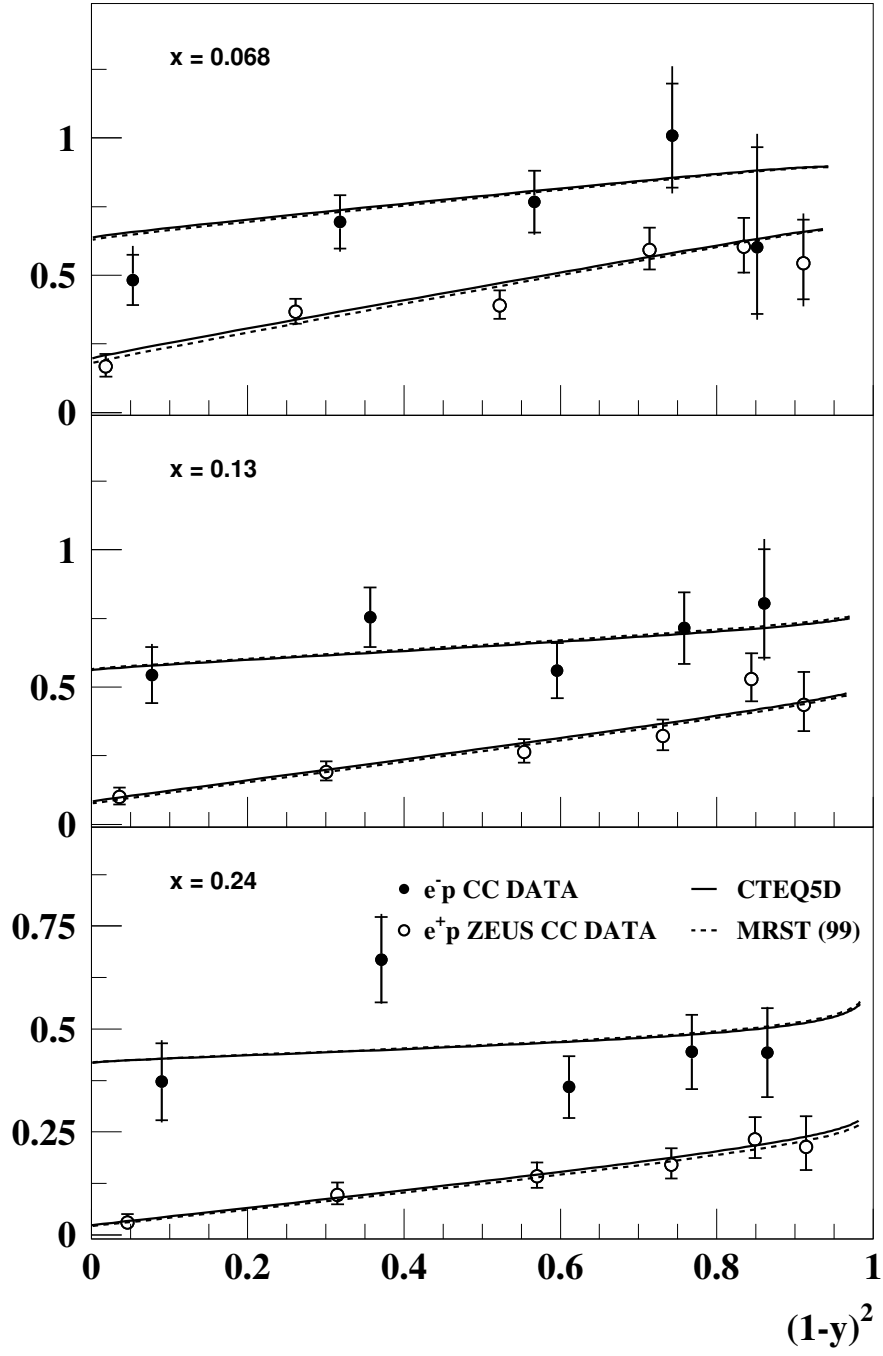 x = 0.068
1
0.5
0
x = 0.13
1
0.5
0
x = 0.24
e⁻p CC DATA
CTEQ5D
e⁺p ZEUS CC DATA
MRST (99)
0.75
0.5
0.25
0
0 0.2 0.4 0.6 0.8 1
(1-y)²